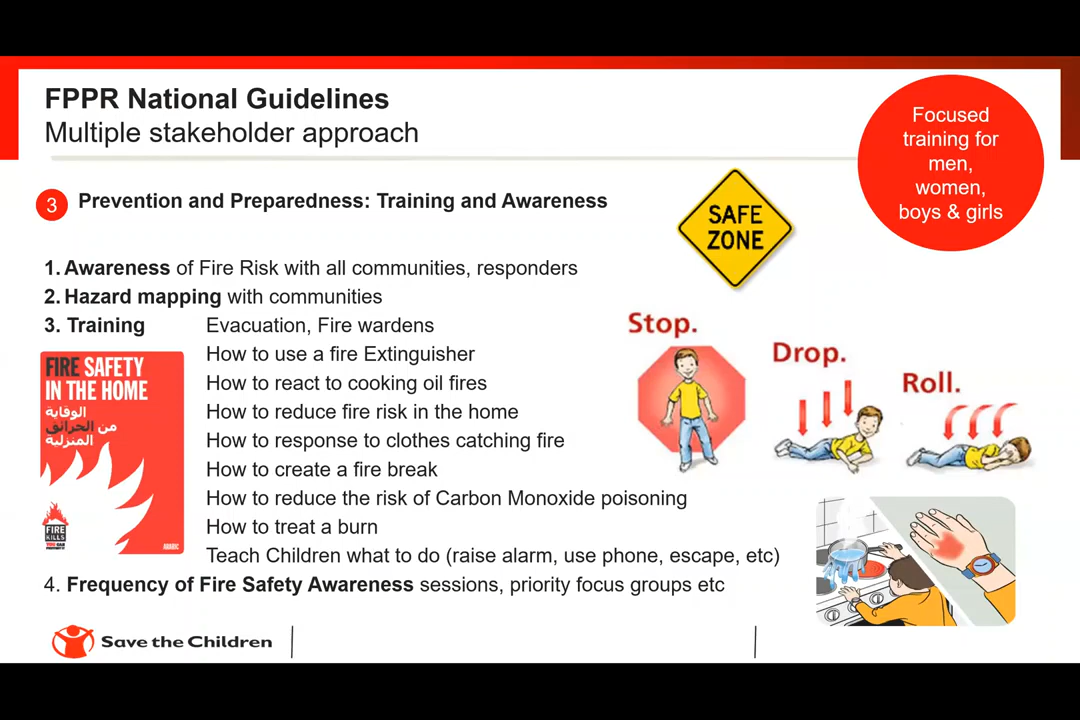 FPPR National Guidelines
Multiple stakeholder approach
Focused
training for
men,
women,
boys & girls
3 Prevention and Preparedness: Training and Awareness
SAFE
ZONE
1. Awareness of Fire Risk with all communities, responders
2. Hazard mapping with communities
3. Training Evacuation, Fire wardens
How to use a fire Extinguisher
How to react to cooking oil fires
How to reduce fire risk in the home
How to response to clothes catching fire
How to create a fire break
How to reduce the risk of Carbon Monoxide poisoning
How to treat a burn
Teach Children what to do (raise alarm, use phone, escape, etc)
4. Frequency of Fire Safety Awareness sessions, priority focus groups etc
FIRE SAFETY
IN THE HOME
الوقاية
من الحرائق
المنزلية
FIRE
KILLS
YOU CAN
PREVENT IT
ARABIC
Stop.
Drop.
Roll.
Save the Children